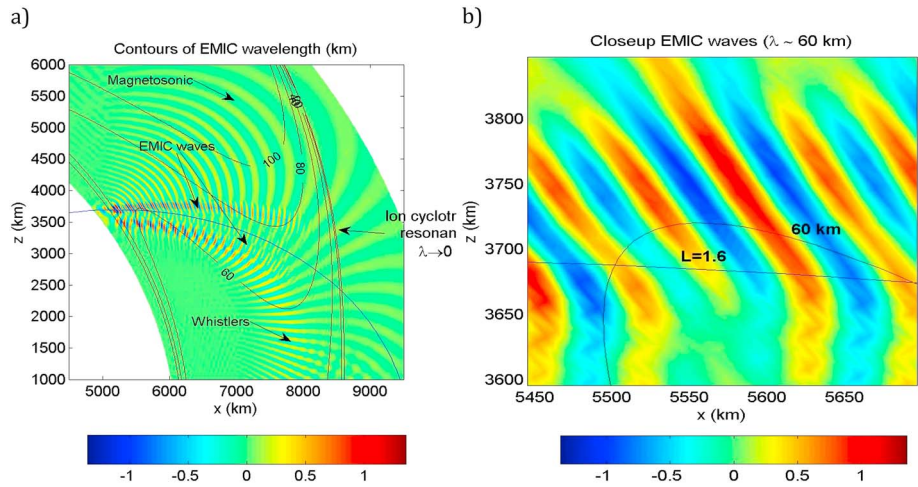 a)
Contours of EMIC wavelength (km)
6000
5500
5000
4500
4000
3500
3000
2500
2000
1500
1000
z (km)
Magnetosonic
EMIC waves
100
80
60
Whistlers
Ion cyclotr
resonan
λ→0
5000 6000 7000 8000 9000
x (km)
-1 -0.5 0 0.5 1
b)
Closeup EMIC waves (λ ~ 60 km)
3800
3750
3700
3650
3600
z (km)
60 km
L=1.6
5450 5500 5550 5600 5650
x (km)
-1 -0.5 0 0.5 1